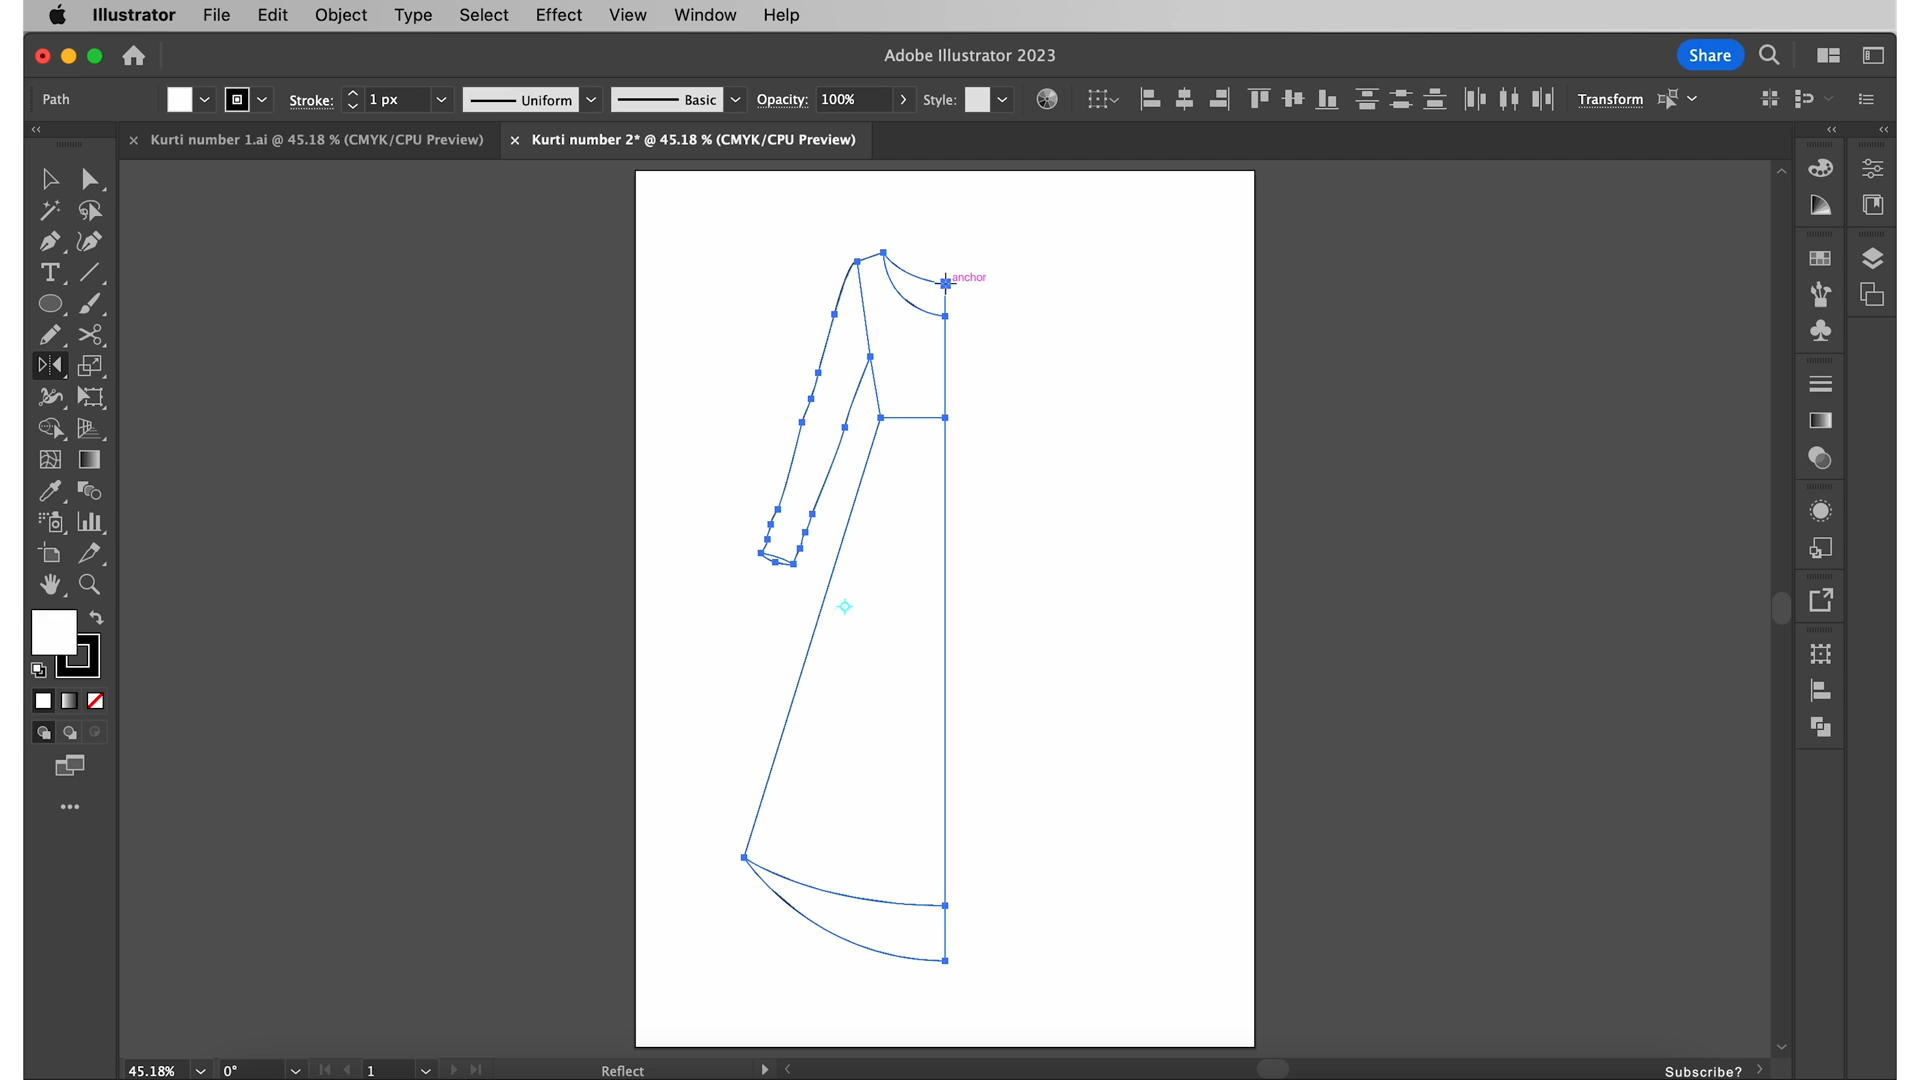 Illustrator File Edit Object Type Select Effect View Window Help
Adobe Illustrator 2023
Share
Path
Stroke: 1 px Uniform Basic Opacity: 100% Style: Transform
Kurti number 1.ai @ 45.18 % (CMYK/CPU Preview)
Kurti number 2* @ 45.18 % (CMYK/CPU Preview)
anchor
45.18% 0° 1 Reflect Subscribe?